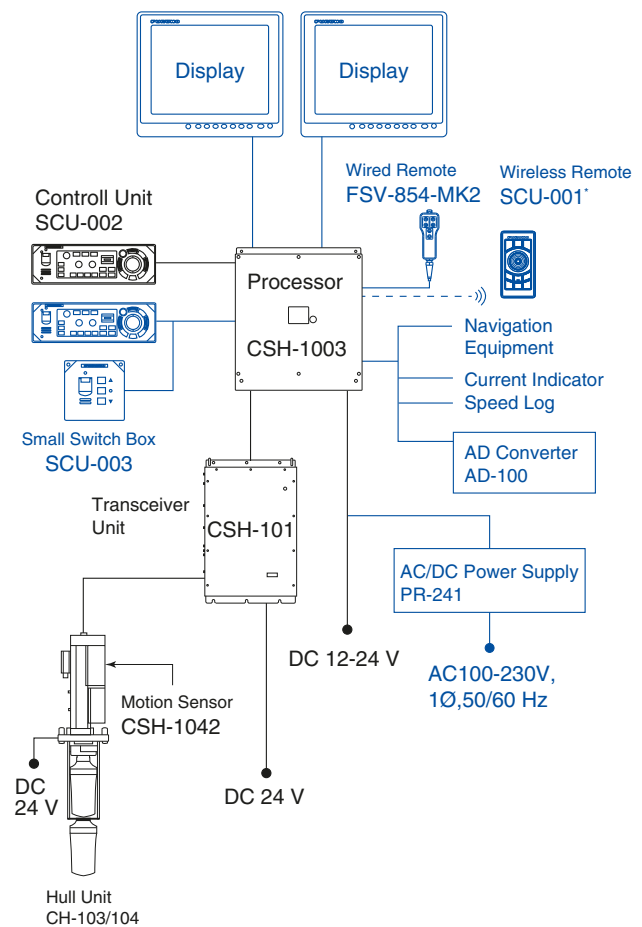 Display
Display
Wired Remote
FSV-854-MK2
Wireless Remote
SCU-001*
Controll Unit
SCU-002
Processor
CSH-1003
Navigation
Equipment
Current Indicator
Speed Log
AD Converter
AD-100
Small Switch Box
SCU-003
Transceiver
Unit
CSH-101
AC/DC Power Supply
PR-241
DC 12-24 V
AC100-230V,
1Ø,50/60 Hz
Motion Sensor
CSH-1042
DC
24 V
DC 24 V
Hull Unit
CH-103/104